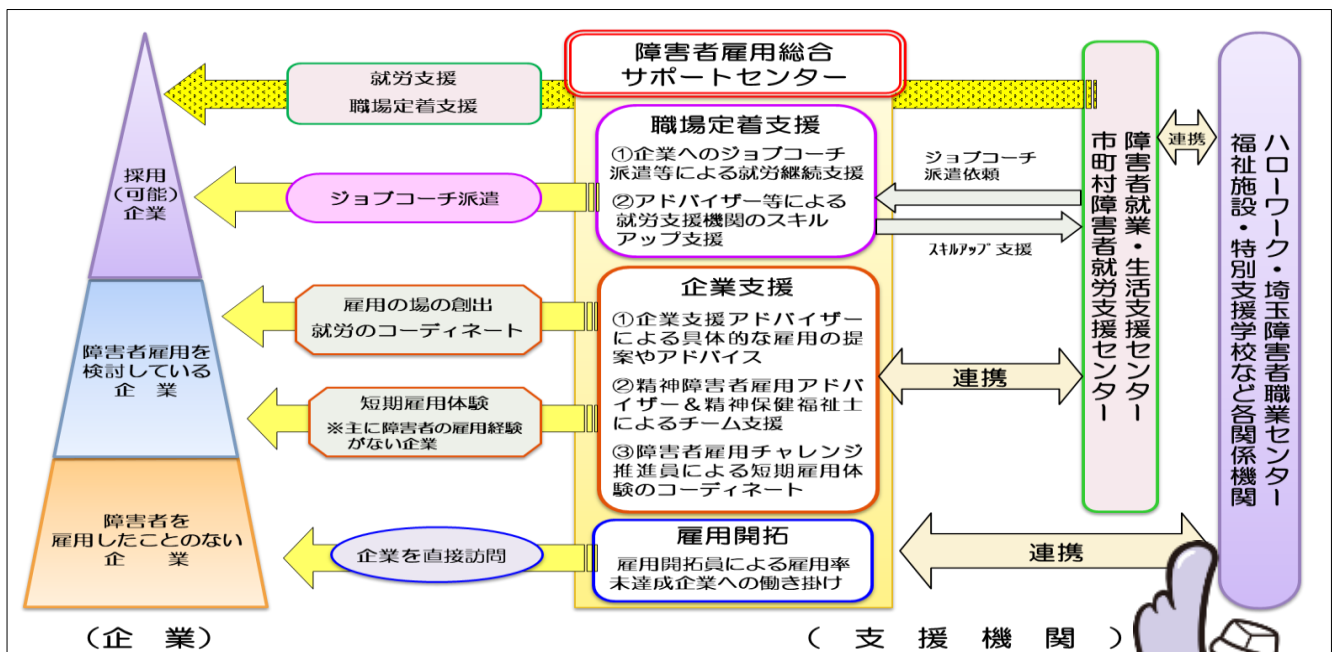 障害者雇用総合
サポートセンター
就労支援
職場定着支援
職場定着支援
①企業へのジョブコーチ
派遣等による就労継続支援
②アドバイザー等による
就労支援機関のスキル
アップ支援
ジョブコーチ派遣
ジョブコーチ
派遣依頼
スキルアップ支援
採用
(可能)
企業
雇用の場の創出
就労のコーディネート
企業支援
①企業支援アドバイザー
による具体的な雇用の提
案やアドバイス
②精神障害者雇用アドバ
イザー&精神保健福祉士
によるチーム支援
③障害者雇用チャレンジ
推進員による短期雇用体
験のコーディネート
連携
障害者雇用を
検討している
企業
短期雇用体験
※主に障害者の雇用経験
がない企業
障害者を
雇用したことのない
企業
企業を直接訪問
雇用開拓
雇用開拓員による雇用率
未達成企業への働き掛け
連携
障害者就業・生活支援センター
市町村障害者就労支援センター
連携
ハローワーク・埼玉障害者職業センター
福祉施設・特別支援学校など各関係機関
(企業)
(支援機関)